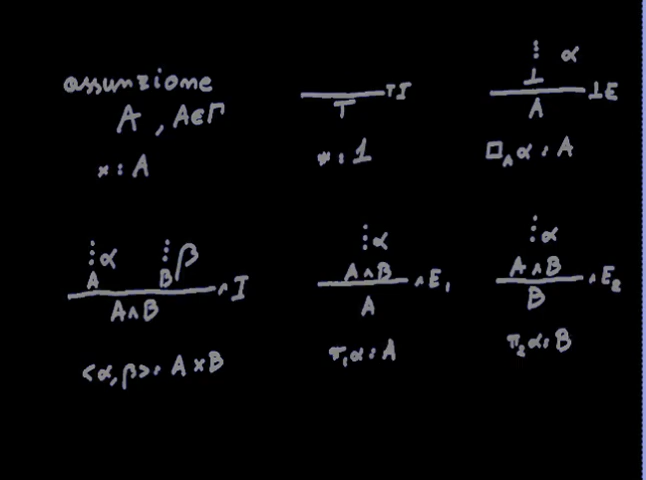 assunzione
A , A∈Γ
x : A
⊤I
⊤
* : 1
⋮ α
⊥
⊥E
A
□_A α : A
⋮ α ⋮ β
A B
∧I
A∧B
<α, β> : A × B
⋮ α
A∧B
∧E₁
A
π₁α : A
⋮ α
A∧B
∧E₂
B
π₂α : B